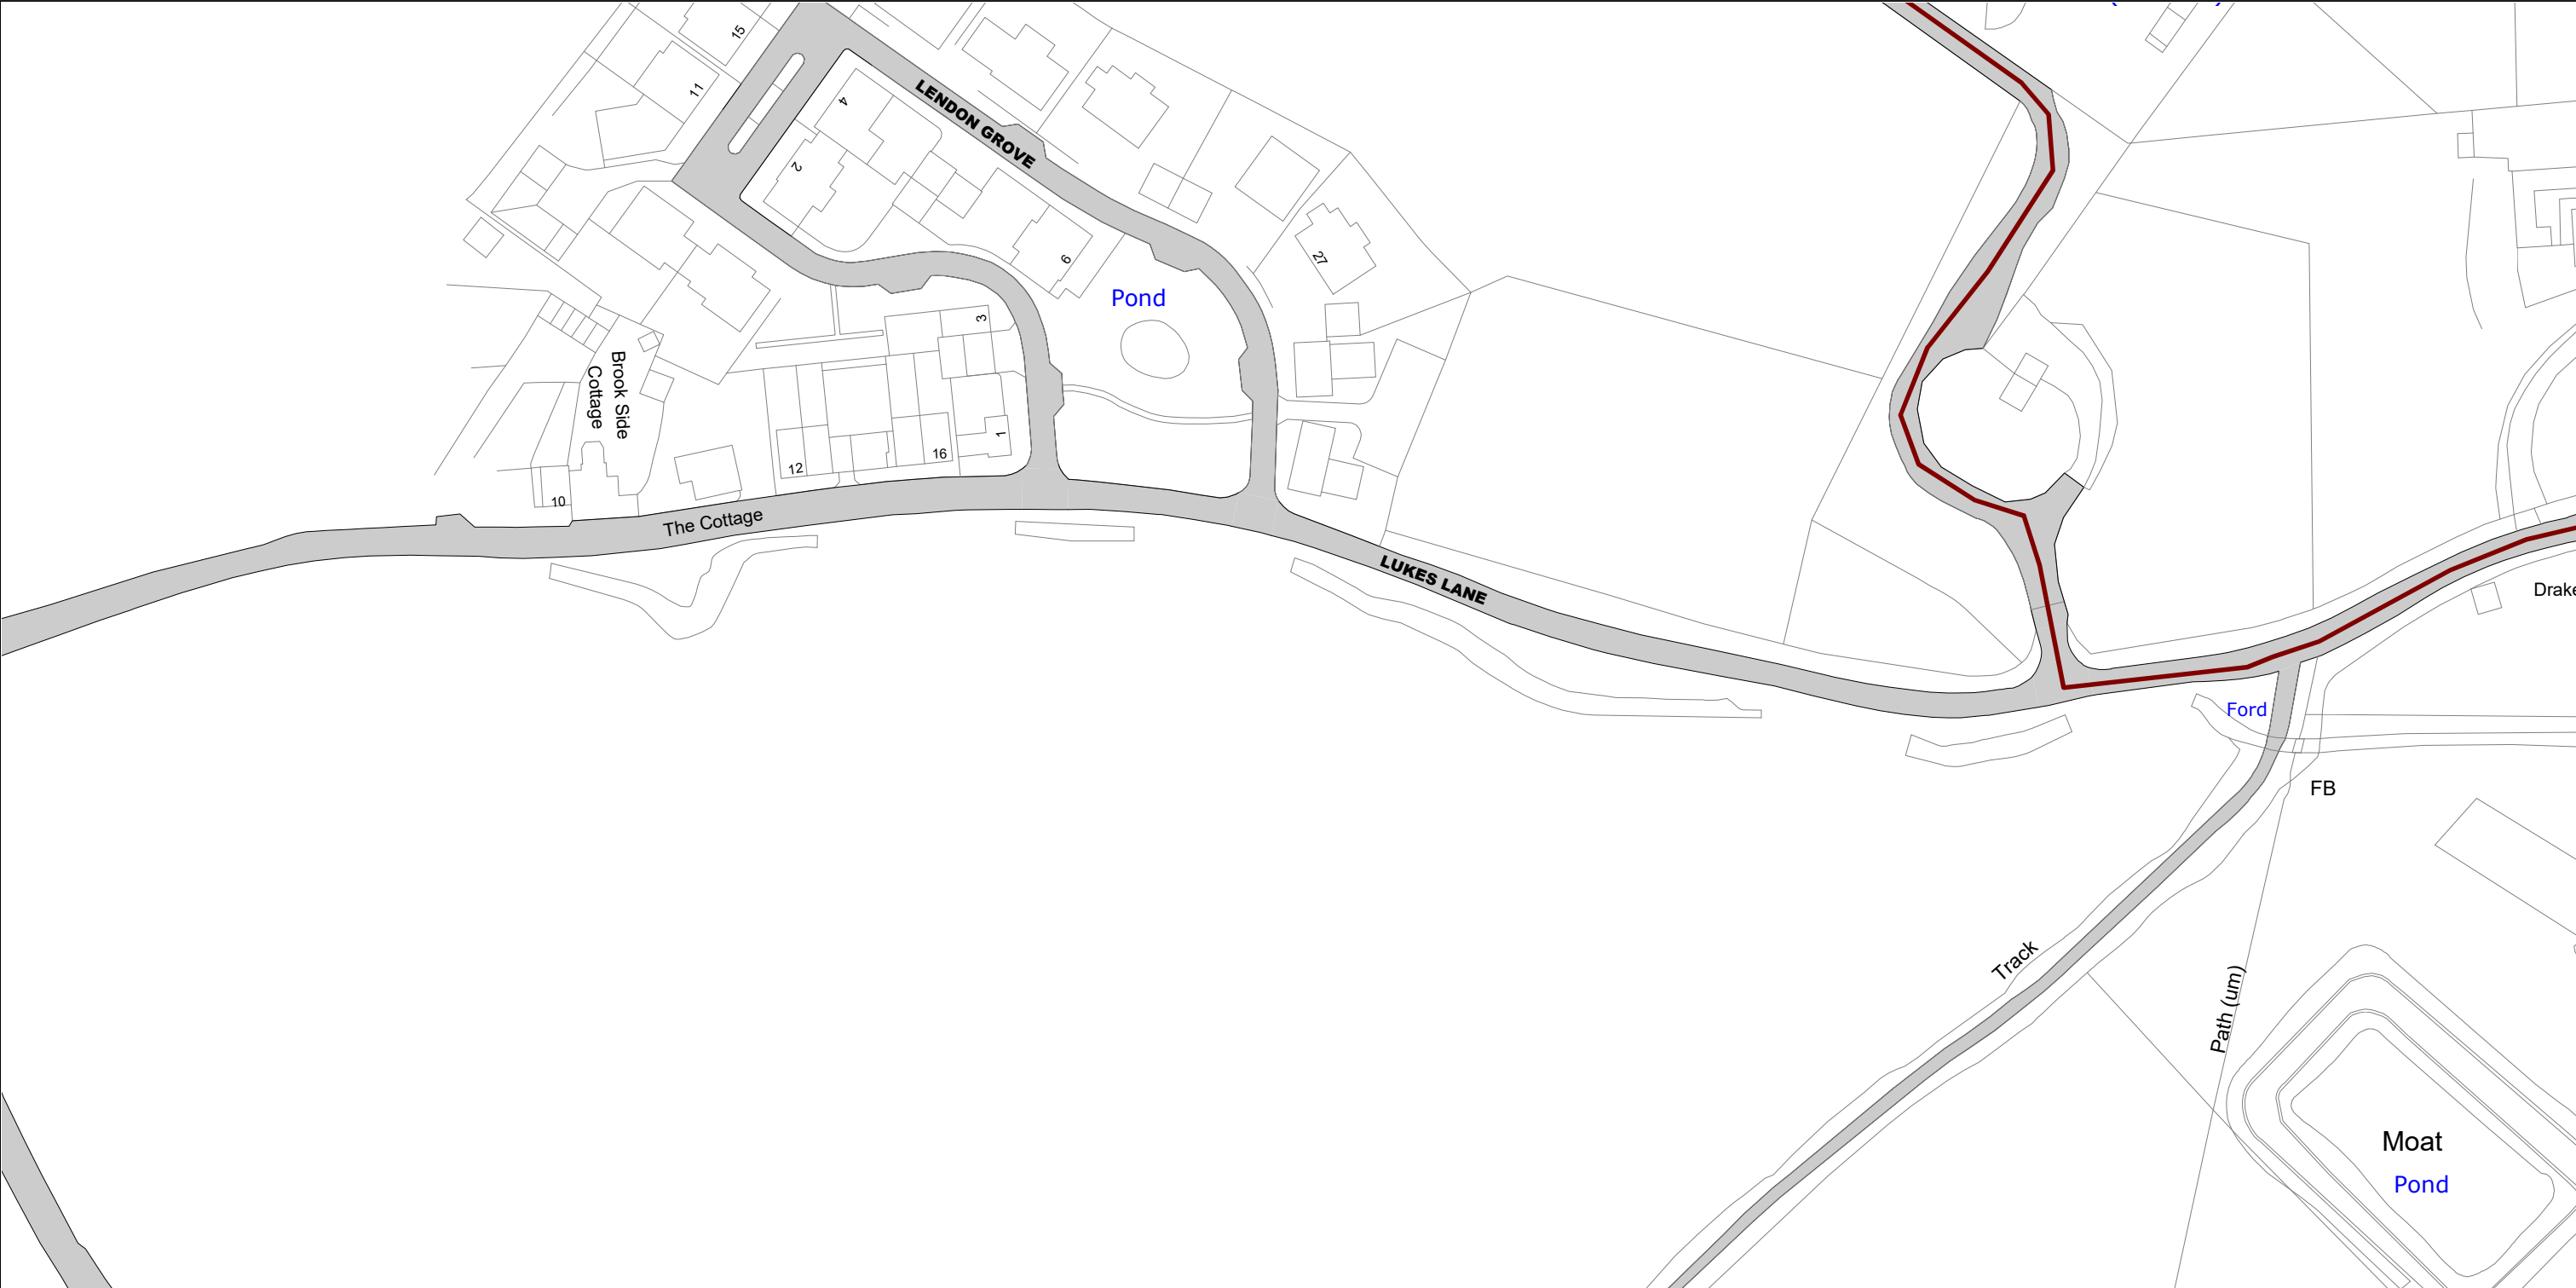 15
11
LENDON GROVE
4
2
6
27
Pond
3
Brook Side
Cottage
1
16
12
10
The Cottage
LUKES LANE
Ford
FB
Track
Path (um)
Moat
Pond